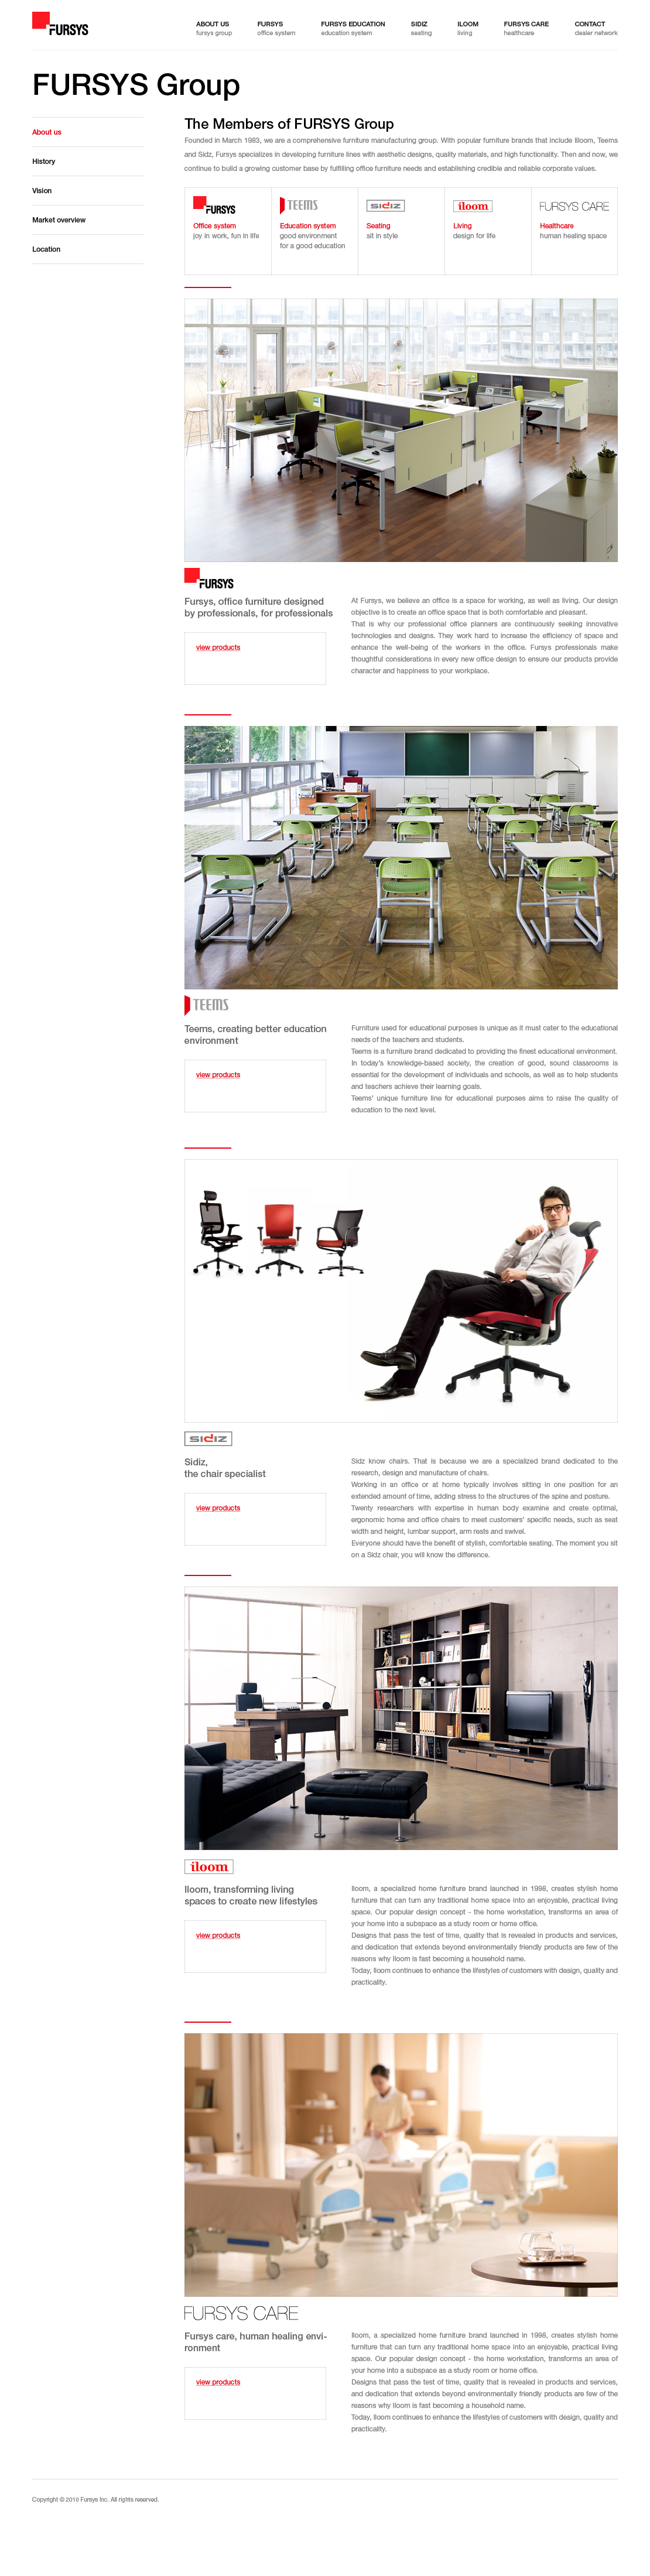 FURSYS
ABOUT US
fursys group
FURSYS
office system
FURSYS EDUCATION
education system
SIDIZ
seating
ILOOM
living
FURSYS CARE
healthcare
CONTACT
dealer network
FURSYS Group
About us
History
Vision
Market overview
Location
The Members of FURSYS Group
Founded in March 1983, we are a comprehensive furniture manufacturing group. With popular furniture brands that include Illoom, Teems
and Sidz, Fursys specializes in developing furniture lines with aesthetic designs, quality materials, and high functionality. Then and now, we
continue to build a growing customer base by fulfilling office furniture needs and establishing credible and reliable corporate values.
FURSYS
Office system
joy in work, fun in life
TEEMS
Education system
good environment
for a good education
sidiz
Seating
sit in style
iloom
Living
design for life
FURSYS CARE
Healthcare
human healing space
FURSYS
Fursys, office furniture designed
by professionals, for professionals
view products
At Fursys, we believe an office is a space for working, as well as living. Our design
objective is to create an office space that is both comfortable and pleasant.
That is why our professional office planners are continuously seeking innovative
technologies and designs. They work hard to increase the efficiency of space and
enhance the well-being of the workers in the office. Fursys professionals make
thoughtful considerations in every new office design to ensure our products provide
character and happiness to your workplace.
TEEMS
Teems, creating better education
environment
view products
Furniture used for educational purposes is unique as it must cater to the educational
needs of the teachers and students.
Teems is a furniture brand dedicated to providing the finest educational environment.
In today's knowledge-based society, the creation of good, sound classrooms is
essential for the development of individuals and schools, as well as to help students
and teachers achieve their learning goals.
Teems' unique furniture line for educational purposes aims to raise the quality of
education to the next level.
sidiz
Sidiz,
the chair specialist
view products
Sidz know chairs. That is because we are a specialized brand dedicated to the
research, design and manufacture of chairs.
Working in an office or at home typically involves sitting in one position for an
extended amount of time, adding stress to the structures of the spine and posture.
Twenty researchers with expertise in human body examine and create optimal,
ergonomic home and office chairs to meet customers' specific needs, such as seat
width and height, lumbar support, arm rests and swivel.
Everyone should have the benefit of stylish, comfortable seating. The moment you sit
on a Sidz chair, you will know the difference.
iloom
Iloom, transforming living
spaces to create new lifestyles
view products
Iloom, a specialized home furniture brand launched in 1998, creates stylish home
furniture that can turn any traditional home space into an enjoyable, practical living
space. Our popular design concept - the home workstation, transforms an area of
your home into a subspace as a study room or home office.
Designs that pass the test of time, quality that is revealed in products and services,
and dedication that extends beyond environmentally friendly products are few of the
reasons why Iloom is fast becoming a household name.
Today, Iloom continues to enhance the lifestyles of customers with design, quality and
practicality.
FURSYS CARE
Fursys care, human healing envi-
ronment
view products
Iloom, a specialized home furniture brand launched in 1998, creates stylish home
furniture that can turn any traditional home space into an enjoyable, practical living
space. Our popular design concept - the home workstation, transforms an area of
your home into a subspace as a study room or home office.
Designs that pass the test of time, quality that is revealed in products and services,
and dedication that extends beyond environmentally friendly products are few of the
reasons why Iloom is fast becoming a household name.
Today, Iloom continues to enhance the lifestyles of customers with design, quality and
practicality.
Copyright © 2010 Fursys Inc. All rights reserved.